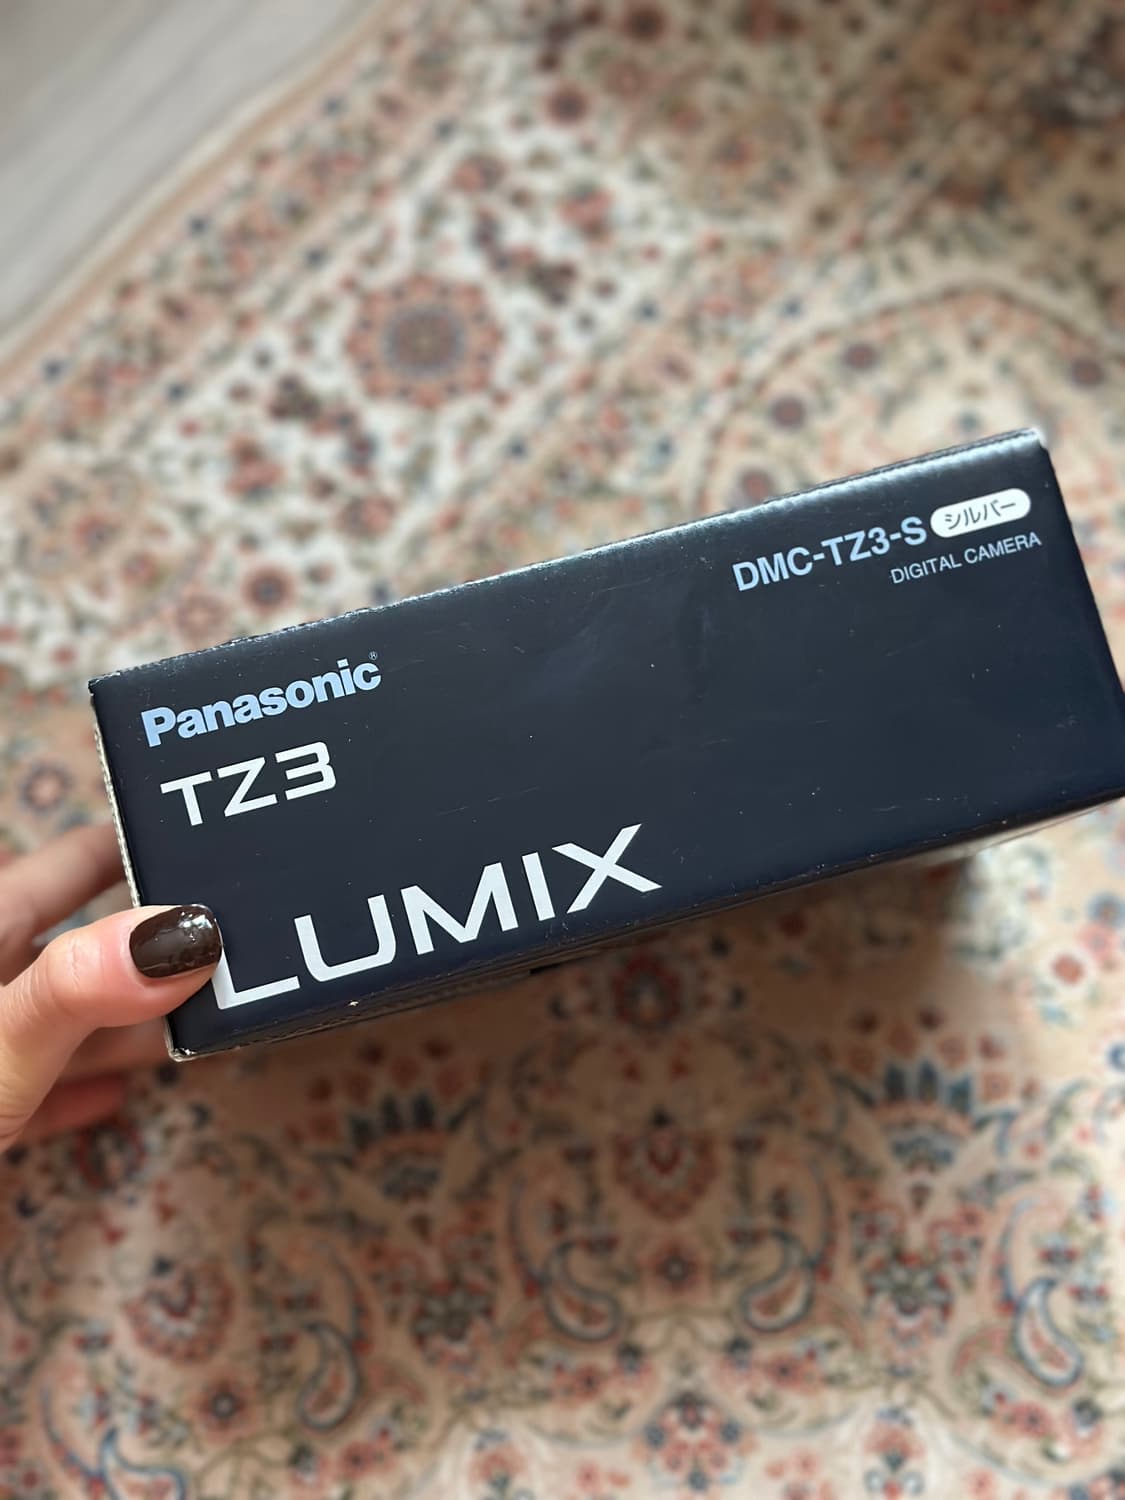 Panasonic®
TZ3
LUMIX
DMC-TZ3-S シルバー
DIGITAL CAMERA